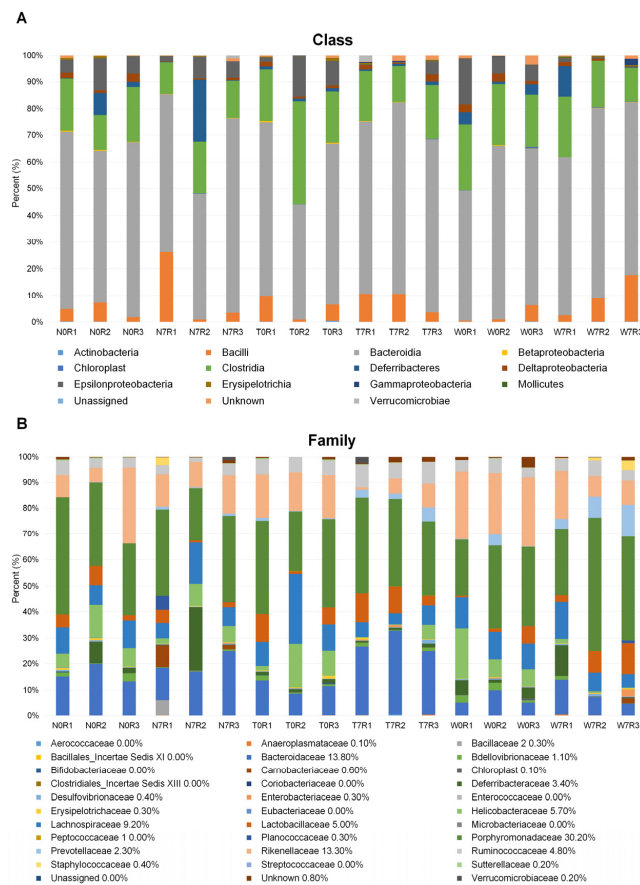 A
Class
100%
90%
80%
70%
60%
50%
40%
30%
20%
10%
0%
Percent (%)
N0R1 N0R2 N0R3 N7R1 N7R2 N7R3 T0R1 T0R2 T0R3 T7R1 T7R2 T7R3 W0R1 W0R2 W0R3 W7R1 W7R2 W7R3
Actinobacteria Bacilli Bacteroidia Betaproteobacteria
Chloroplast Clostridia Deferribacteres Deltaproteobacteria
Epsilonproteobacteria Erysipelotrichia Gammaproteobacteria Mollicutes
Unassigned Unknown Verrucomicrobiae
B
Family
100%
90%
80%
70%
60%
50%
40%
30%
20%
10%
0%
Percent (%)
N0R1 N0R2 N0R3 N7R1 N7R2 N7R3 T0R1 T0R2 T0R3 T7R1 T7R2 T7R3 W0R1 W0R2 W0R3 W7R1 W7R2 W7R3
Aerococcaceae 0.00% Anaeroplasmataceae 0.10% Bacillaceae 2 0.30%
Bacillales_Incertae Sedis XI 0.00% Bacteroidaceae 13.80% Bdellovibrionaceae 1.10%
Bifidobacteriaceae 0.00% Carnobacteriaceae 0.60% Chloroplast 0.10%
Clostridiales_Incertae Sedis XIII 0.00% Coriobacteriaceae 0.00% Deferribacteraceae 3.40%
Desulfovibrionaceae 0.40% Enterobacteriaceae 0.30% Enterococcaceae 0.00%
Erysipelotrichaceae 0.30% Eubacteriaceae 0.00% Helicobacteraceae 5.70%
Lachnospiraceae 9.20% Lactobacillaceae 5.00% Microbacteriaceae 0.00%
Peptococcaceae 1 0.00% Planococcaceae 0.30% Porphyromonadaceae 30.20%
Prevotellaceae 2.30% Rikenellaceae 13.30% Ruminococcaceae 4.80%
Staphylococcaceae 0.40% Streptococcaceae 0.00% Sutterellaceae 0.20%
Unassigned 0.00% Unknown 0.80% Verrucomicrobiaceae 0.20%